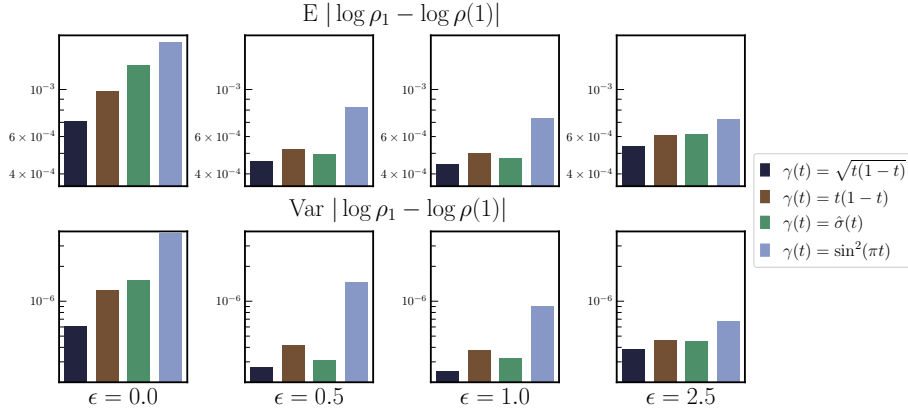 E | log ρ₁ − log ρ(1)|
10⁻³
6 × 10⁻⁴
4 × 10⁻⁴
10⁻³
6 × 10⁻⁴
4 × 10⁻⁴
10⁻³
6 × 10⁻⁴
4 × 10⁻⁴
10⁻³
6 × 10⁻⁴
4 × 10⁻⁴
γ(t) = √t(1 − t)
γ(t) = t(1 − t)
γ(t) = σ̂(t)
γ(t) = sin²(πt)
Var | log ρ₁ − log ρ(1)|
10⁻⁶
10⁻⁶
10⁻⁶
10⁻⁶
ϵ = 0.0
ϵ = 0.5
ϵ = 1.0
ϵ = 2.5